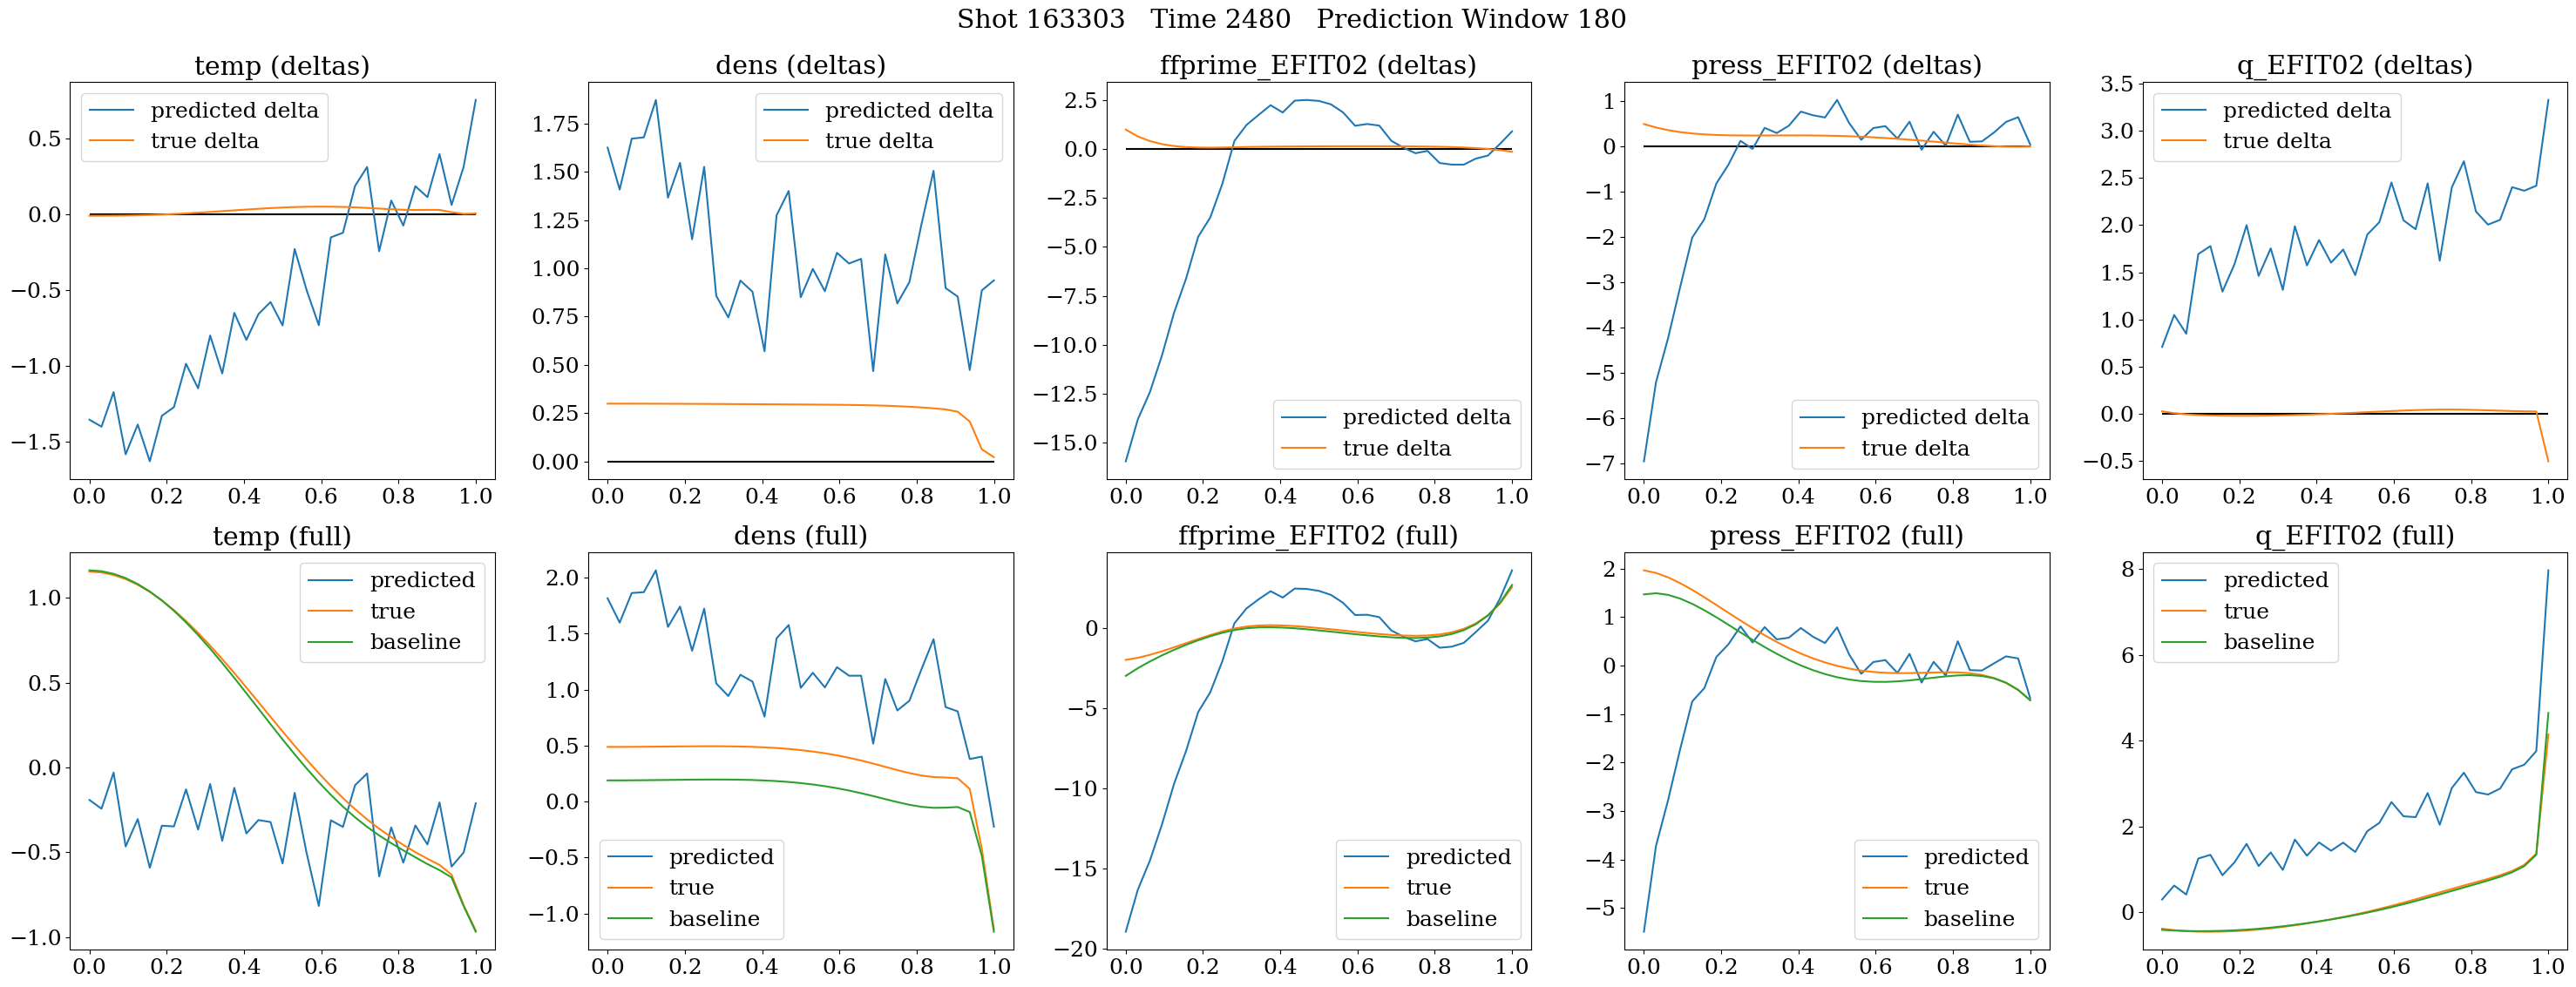 Shot 163303   Time 2480   Prediction Window 180
temp (deltas)
predicted delta
true delta
0.5
0.0
−0.5
−1.0
−1.5
0.0 0.2 0.4 0.6 0.8 1.0
dens (deltas)
predicted delta
true delta
1.75
1.50
1.25
1.00
0.75
0.50
0.25
0.00
0.0 0.2 0.4 0.6 0.8 1.0
ffprime_EFIT02 (deltas)
2.5
0.0
−2.5
−5.0
−7.5
−10.0
−12.5
−15.0
predicted delta
true delta
0.0 0.2 0.4 0.6 0.8 1.0
press_EFIT02 (deltas)
1
0
−1
−2
−3
−4
−5
−6
−7
predicted delta
true delta
0.0 0.2 0.4 0.6 0.8 1.0
q_EFIT02 (deltas)
predicted delta
true delta
3.5
3.0
2.5
2.0
1.5
1.0
0.5
0.0
−0.5
0.0 0.2 0.4 0.6 0.8 1.0
temp (full)
predicted
true
baseline
1.0
0.5
0.0
−0.5
−1.0
0.0 0.2 0.4 0.6 0.8 1.0
dens (full)
2.0
1.5
1.0
0.5
0.0
−0.5
−1.0
predicted
true
baseline
0.0 0.2 0.4 0.6 0.8 1.0
ffprime_EFIT02 (full)
0
−5
−10
−15
−20
predicted
true
baseline
0.0 0.2 0.4 0.6 0.8 1.0
press_EFIT02 (full)
2
1
0
−1
−2
−3
−4
−5
predicted
true
baseline
0.0 0.2 0.4 0.6 0.8 1.0
q_EFIT02 (full)
predicted
true
baseline
8
6
4
2
0
0.0 0.2 0.4 0.6 0.8 1.0